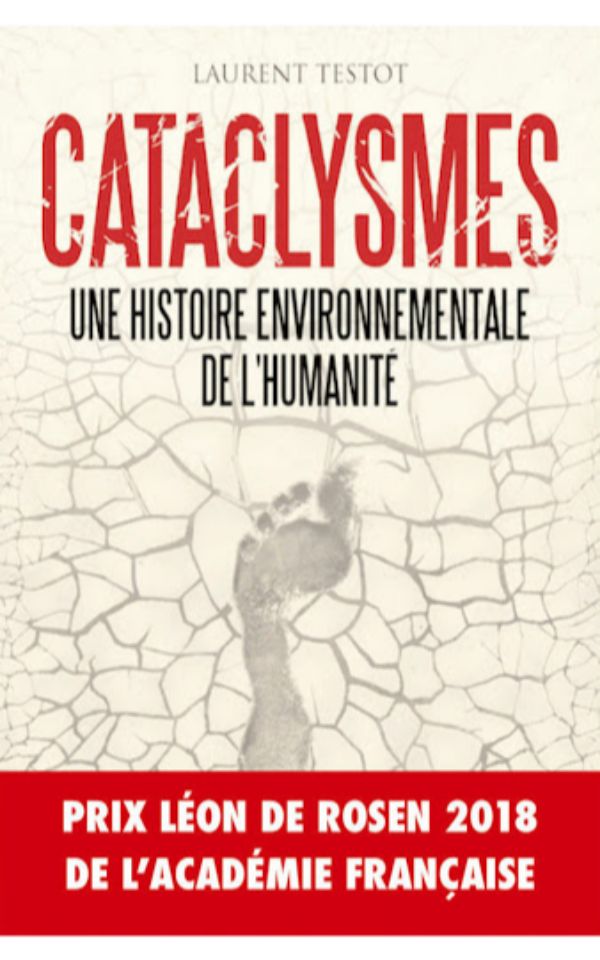 LAURENT TESTOT
CATACLYSMES
UNE HISTOIRE ENVIRONNEMENTALE
DE L'HUMANITÉ
PRIX LÉON DE ROSEN 2018
DE L'ACADÉMIE FRANÇAISE